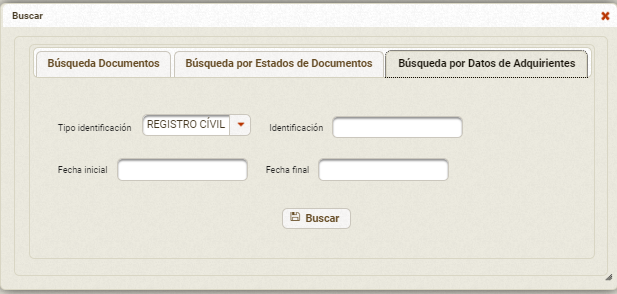 Buscar
Búsqueda Documentos Búsqueda por Estados de Documentos Búsqueda por Datos de Adquirientes
Tipo identificación REGISTRO CÍVIL Identificación
Fecha inicial Fecha final
Buscar